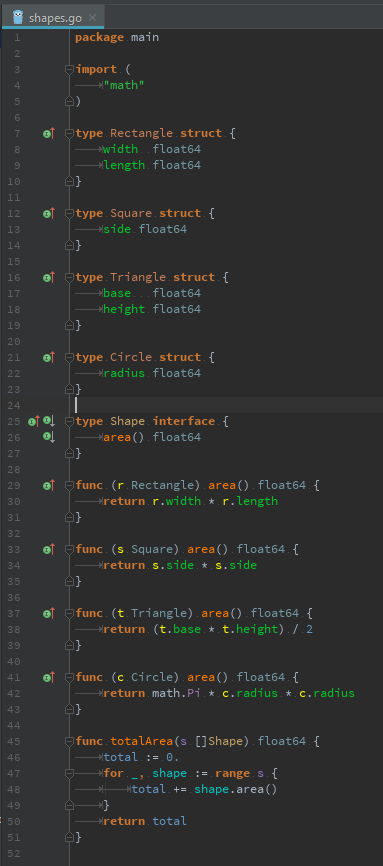 shapes.go
1 package main
2
3 import (
4 "math"
5 )
6
7 type Rectangle struct {
8 width  float64
9 length float64
10 }
11
12 type Square struct {
13 side float64
14 }
15
16 type Triangle struct {
17 base   float64
18 height float64
19 }
20
21 type Circle struct {
22 radius float64
23 }
24
25 type Shape interface {
26 area() float64
27 }
28
29 func (r Rectangle) area() float64 {
30 return r.width * r.length
31 }
32
33 func (s Square) area() float64 {
34 return s.side * s.side
35 }
36
37 func (t Triangle) area() float64 {
38 return (t.base * t.height) / 2
39 }
40
41 func (c Circle) area() float64 {
42 return math.Pi * c.radius * c.radius
43 }
44
45 func totalArea(s []Shape) float64 {
46 total := 0.
47 for _, shape := range s {
48 total += shape.area()
49 }
50 return total
51 }
52